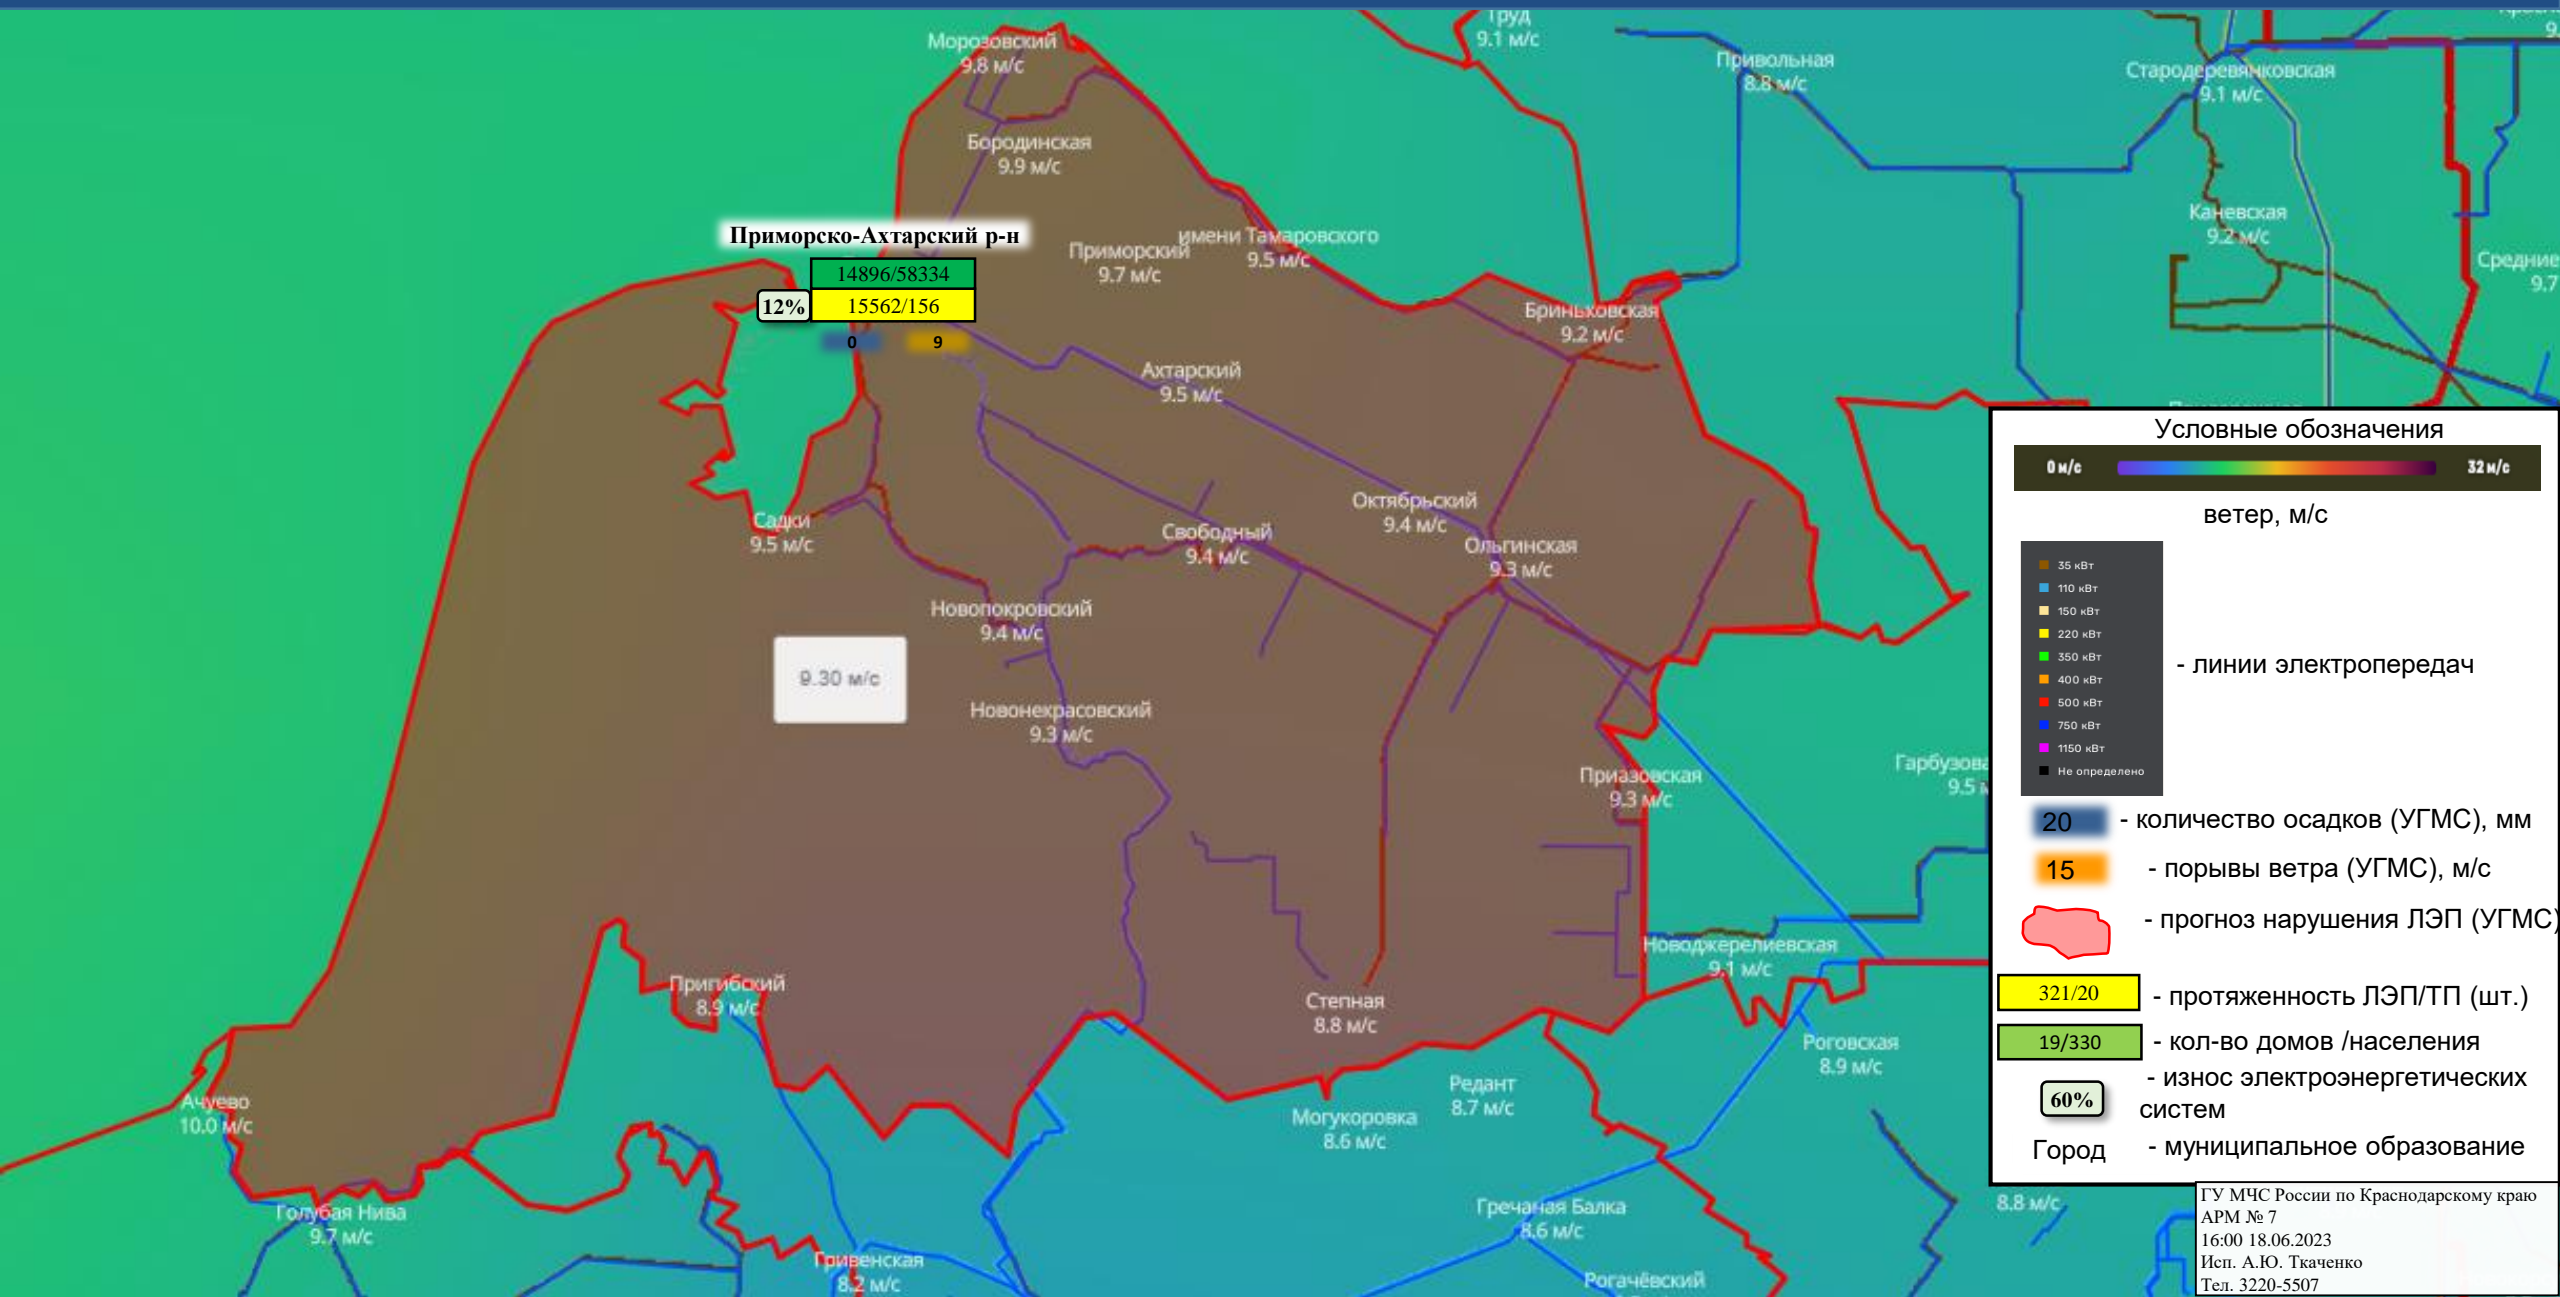 Труд
9.1 м/с
Морозовский
9.8 м/с
Привольная
8.8 м/с
Стародеревянковская
9.1 м/с
Бородинская
9.9 м/с
Каневская
9.2 м/с
Приморско-Ахтарский р-н
имени Тамаровского
9.5 м/с
Приморский
9.7 м/с
Средние
9.7
14896/58334
12%
15562/156
0
9
Бриньковская
9.2 м/с
Ахтарский
9.5 м/с
Октябрьский
9.4 м/с
Садки
9.5 м/с
Свободный
9.4 м/с
Ольгинская
9.3 м/с
Новопокровский
9.4 м/с
9.30 м/с
Новонекрасовский
9.3 м/с
Приазовская
9.3 м/с
Гарбузова
9.5
Новоджерелиевская
9.1 м/с
Пригибский
8.9 м/с
Степная
8.8 м/с
Роговская
8.9 м/с
Редант
8.7 м/с
Ачуево
10.0 м/с
Могукоровка
8.6 м/с
Голубая Нива
9.7 м/с
Гречаная Балка
8.6 м/с
8.8 м/с
Гривенская
8.2 м/с
Рогачёвский
Условные обозначения
0 м/с
32 м/с
ветер, м/с
35 кВт
110 кВт
150 кВт
220 кВт
350 кВт
400 кВт
500 кВт
750 кВт
1150 кВт
Не определено
- линии электропередач
20 - количество осадков (УГМС), мм
15 - порывы ветра (УГМС), м/с
- прогноз нарушения ЛЭП (УГМС)
321/20 - протяженность ЛЭП/ТП (шт.)
19/330 - кол-во домов /населения
60% - износ электроэнергетических
систем
Город - муниципальное образование
ГУ МЧС России по Краснодарскому краю
АРМ № 7
16:00 18.06.2023
Исп. А.Ю. Ткаченко
Тел. 3220-5507